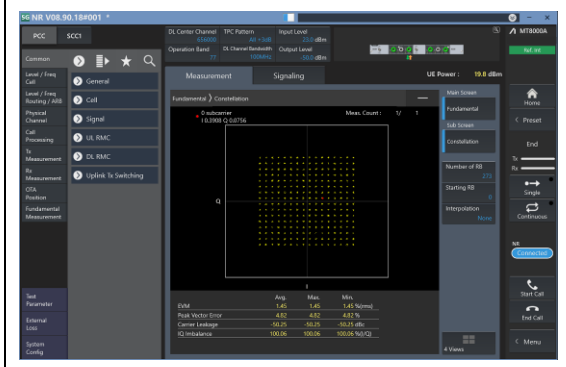 5G NR V08.90.18#001 *
PCC SCC1
DL Center Channel TPC Pattern Input Level
656000 All +3dB 23.0 dBm
Operation Band DL Channel Bandwidth Output Level
77 100MHz -50.0 dBm
MT8000A
Ref. Int
Common
Level / Freq
Call
Level / Freq
Routing / ARB
Physical
Channel
Call
Processing
Tx
Measurement
Rx
Measurement
OTA
Position
Fundamental
Measurement
Test
Parameter
External
Loss
System
Config
General
Call
Signal
UL RMC
DL RMC
Uplink Tx Switching
Measurement Signaling
UE Power : 19.8 dBm
Fundamental Constellation
0 subcarrier Meas. Count : 1/ 1
I 0.3908 Q 0.0756
Q
I
Avg. Max. Min.
EVM 1.45 1.45 1.45 %(rms)
Peak Vector Error 4.82 4.82 4.82 %
Carrier Leakage -50.25 -50.25 -50.25 dBc
IQ Imbalance 100.06 100.06 100.06 %(I/Q)
Main Screen
Fundamental
Sub Screen
Constellation
Number of RB
273
Starting RB
0
Interpolation
None
4 Views
Home
Preset
End
Tx
Rx
Single
Continuous
NR
Connected
Start Call
End Call
Menu